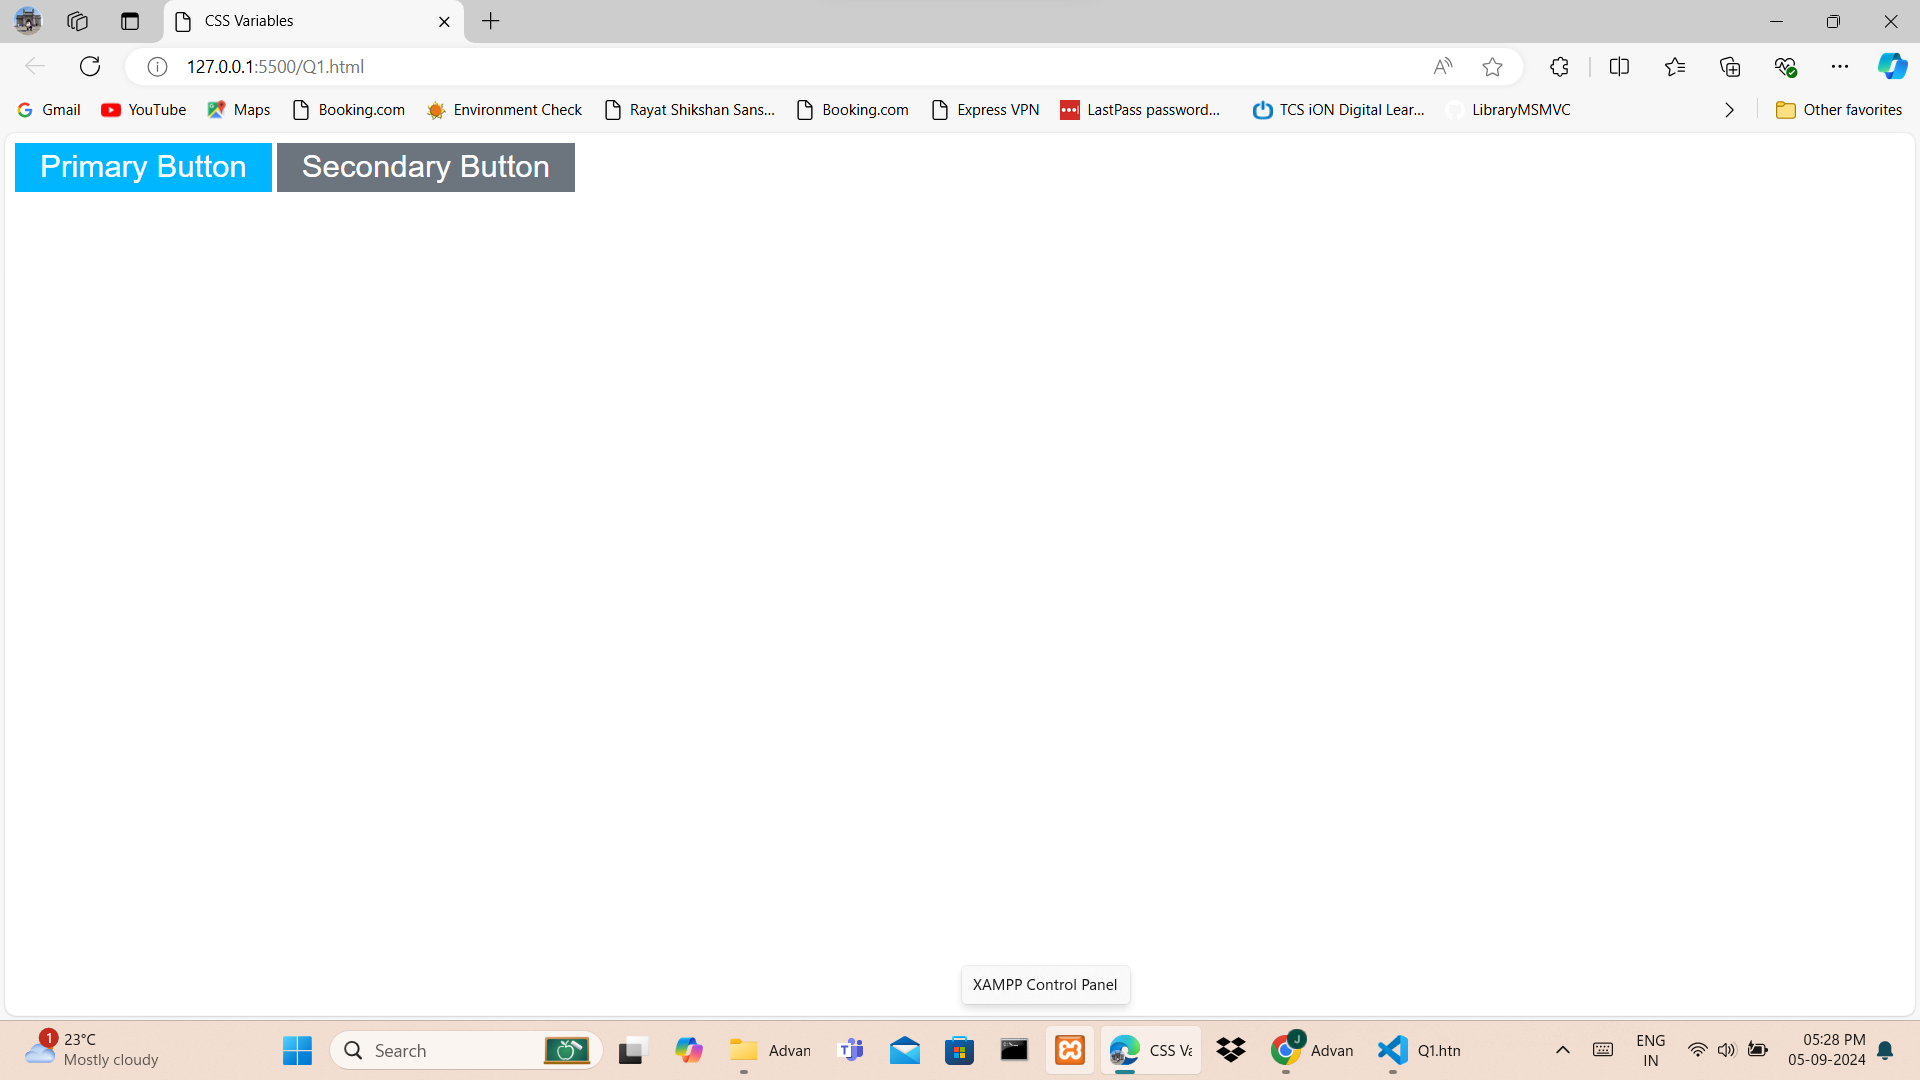 CSS Variables
127.0.0.1:5500/Q1.html
Gmail YouTube Maps Booking.com Environment Check Rayat Shikshan Sans... Booking.com Express VPN LastPass password... TCS iON Digital Lear... LibraryMSMVC Other favorites
Primary Button Secondary Button
XAMPP Control Panel
1 23°C
Mostly cloudy
Search
Advan
CSS Va
J
Advan
Q1.htn
ENG
IN
05:28 PM
05-09-2024